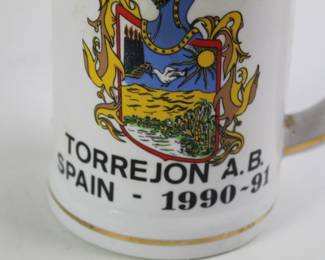 TORREJON A.B.
SPAIN - 1990-91